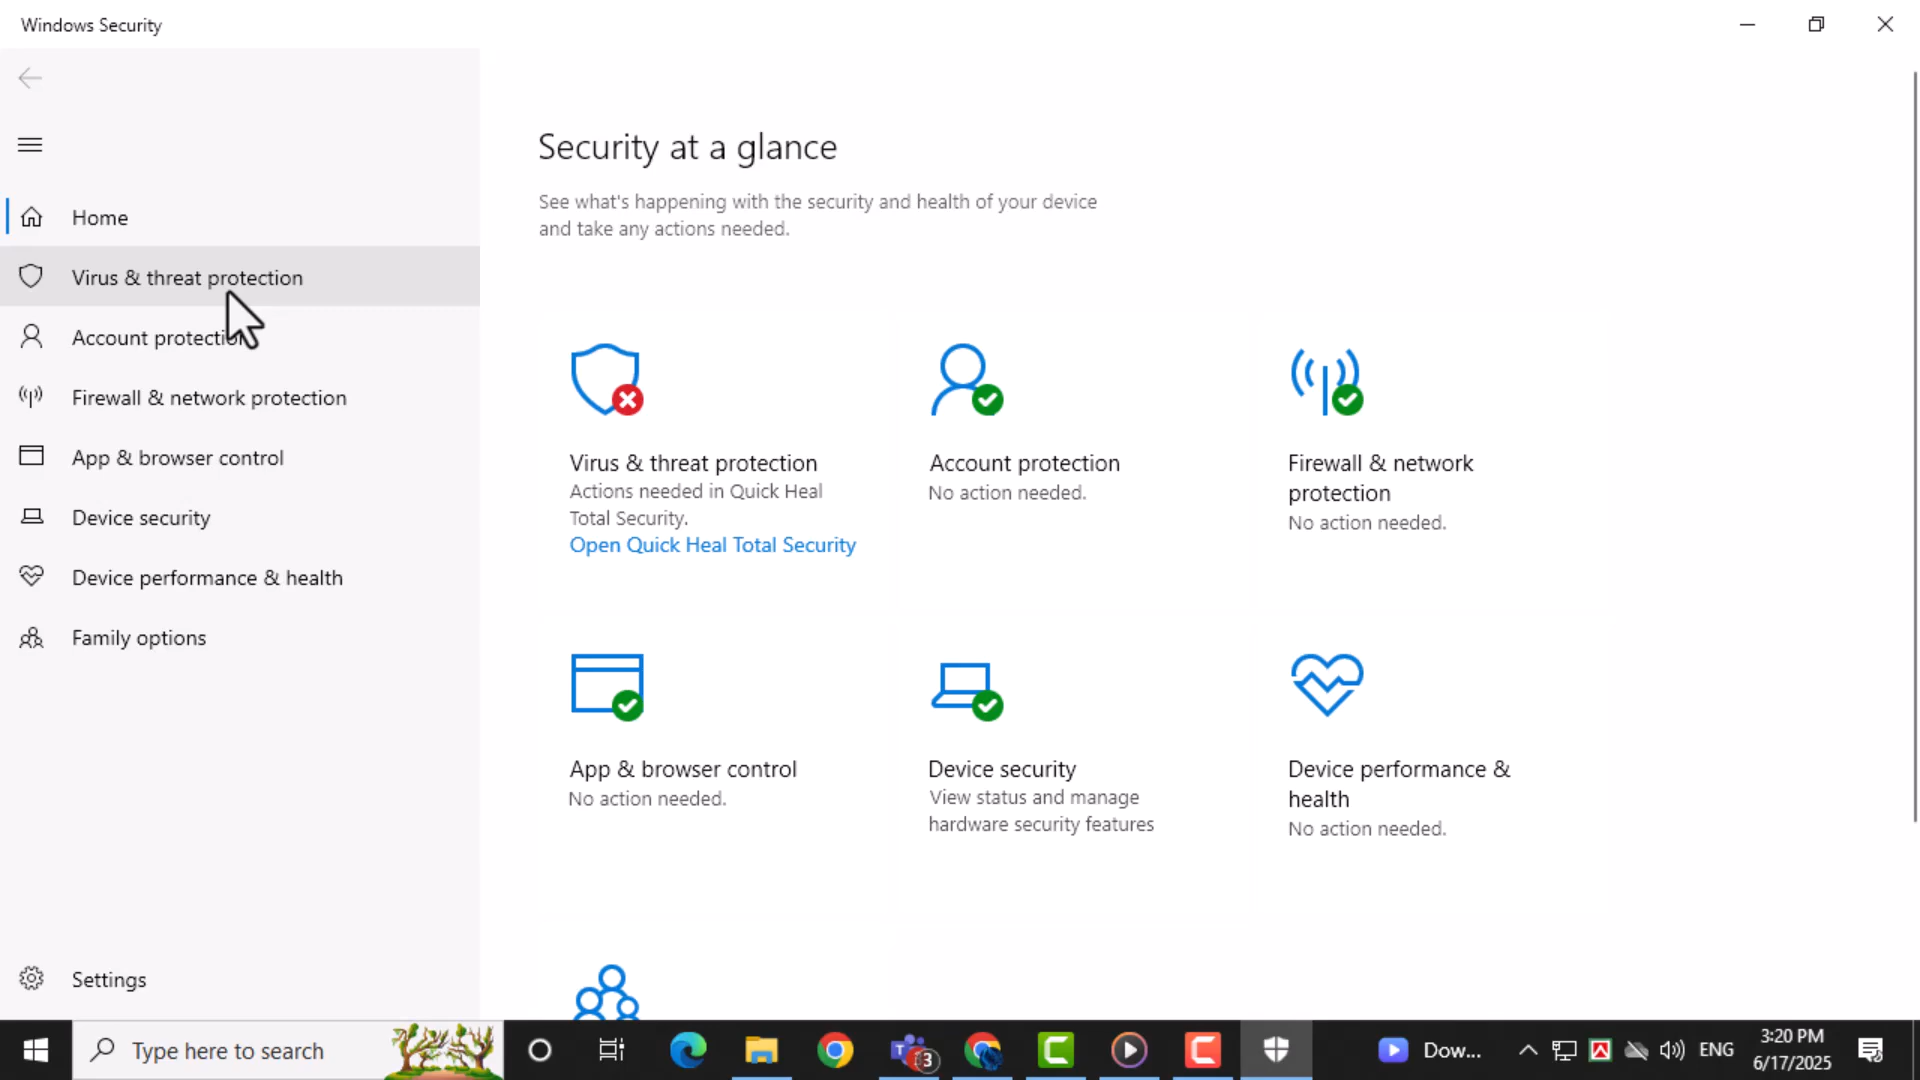 Windows Security
Home
Virus & threat protection
Account protection
Firewall & network protection
App & browser control
Device security
Device performance & health
Family options
Settings
Security at a glance
See what's happening with the security and health of your device
and take any actions needed.
Virus & threat protection
Actions needed in Quick Heal
Total Security.
Open Quick Heal Total Security
Account protection
No action needed.
Firewall & network
protection
No action needed.
App & browser control
No action needed.
Device security
View status and manage
hardware security features
Device performance &
health
No action needed.
Type here to search
3
Dow...
ENG
3:20 PM
6/17/2025